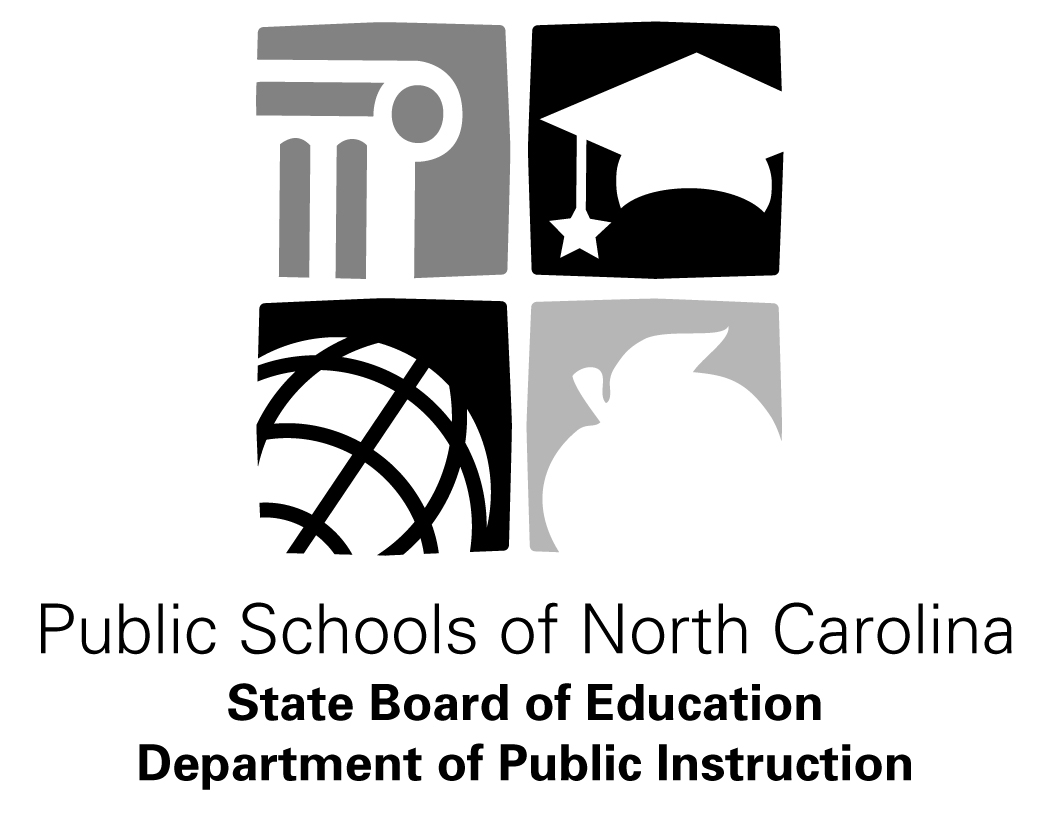 Public Schools of North Carolina
State Board of Education
Department of Public Instruction